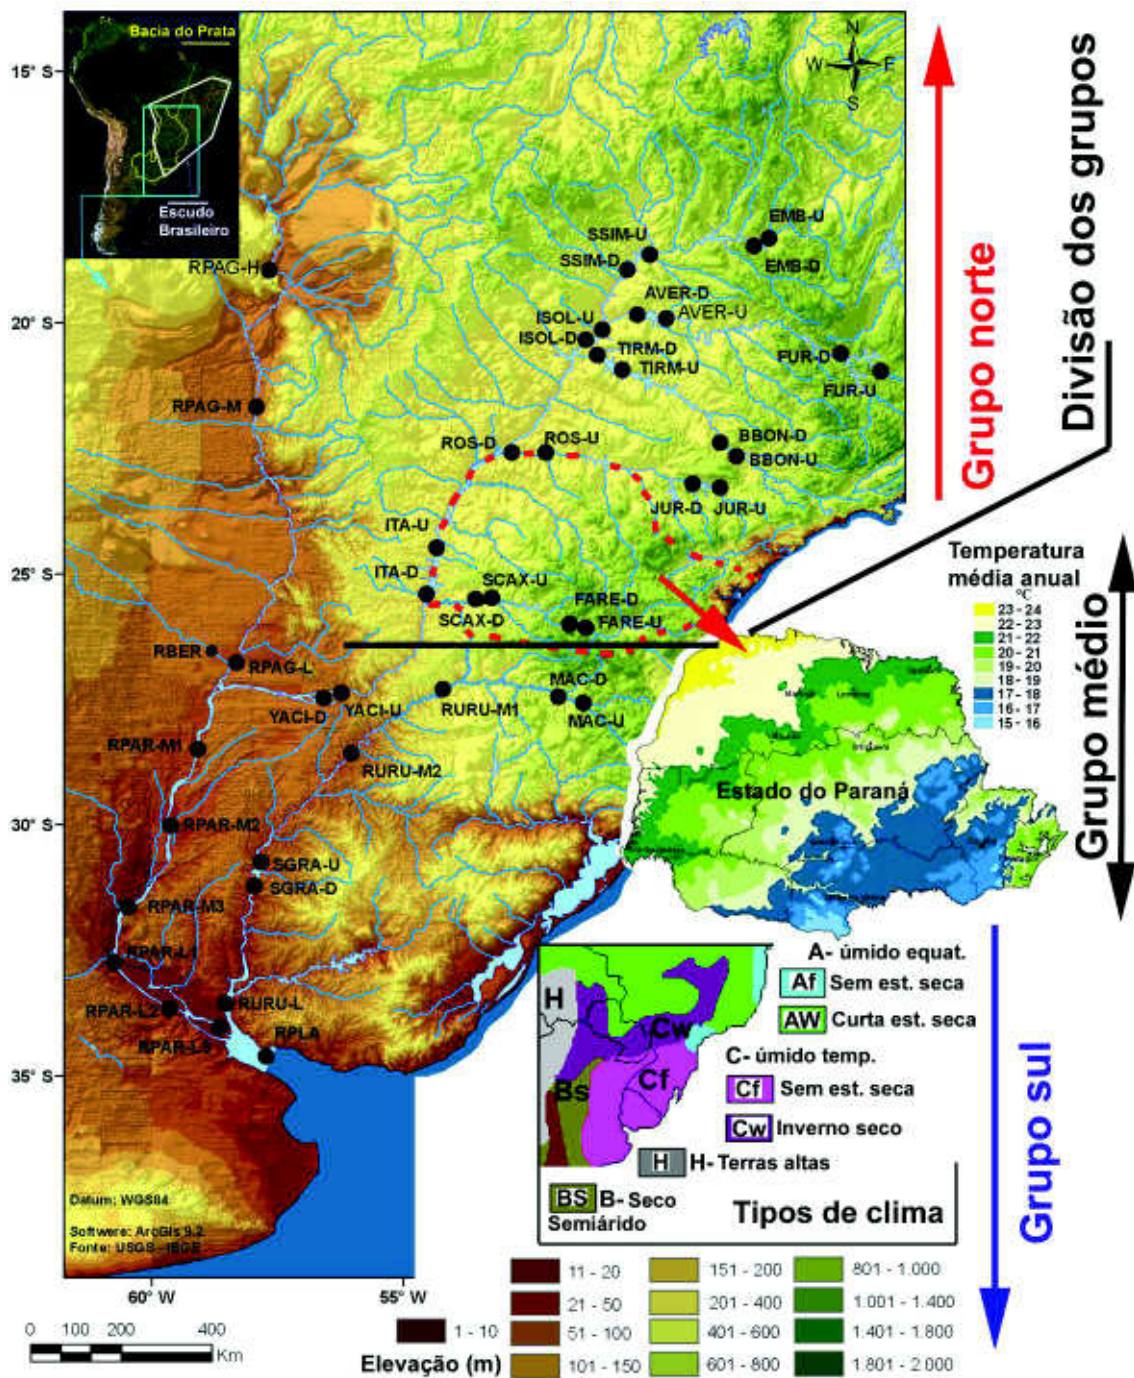 Bacia do Prata
Escudo
Brasileiro
N
W
E
S
15° S
20° S
25° S
30° S
35° S
60° W
55° W
RPAG-H
SSIM-U
SSIM-D
EMB-U
EMB-D
AVER-D
AVER-U
ISOL-U
ISOL-D
TIRM-D
TIRM-U
FUR-D
FUR-U
RPAG-M
ROS-D
ROS-U
BBON-D
BBON-U
JUR-D
JUR-U
ITA-U
ITA-D
SCAX-U
SCAX-D
FARE-D
FARE-U
RBER
RPAG-L
YACI-D
YACI-U
RURU-M1
MAC-D
MAC-U
RPAR-M1
RURU-M2
RPAR-M2
SGRA-U
SGRA-D
RPAR-M3
RPAR-L1
RPAR-L2
RURU-L
RPLA
Grupo norte
Divisão dos grupos
Grupo médio
Grupo sul
Temperatura
média anual
°C
23 - 24
22 - 23
21 - 22
20 - 21
19 - 20
18 - 19
17 - 18
16 - 17
15 - 16
Estado do Paraná
H
Cw
Cf
Bs
A- úmido equat.
Af Sem est. seca
AW Curta est. seca
C- úmido temp.
Cf Sem est. seca
Cw Inverno seco
H H- Terras altas
BS B- Seco
Semiárido
Tipos de clima
Datum: WGS84
Softwere: ArcGis 9.2
Fonte: USGS - IBGE
0 100 200 400
Km
Elevação (m)
1 - 10
11 - 20
21 - 50
51 - 100
101 - 150
151 - 200
201 - 400
401 - 600
601 - 800
801 - 1.000
1.001 - 1.400
1.401 - 1.800
1.801 - 2 000